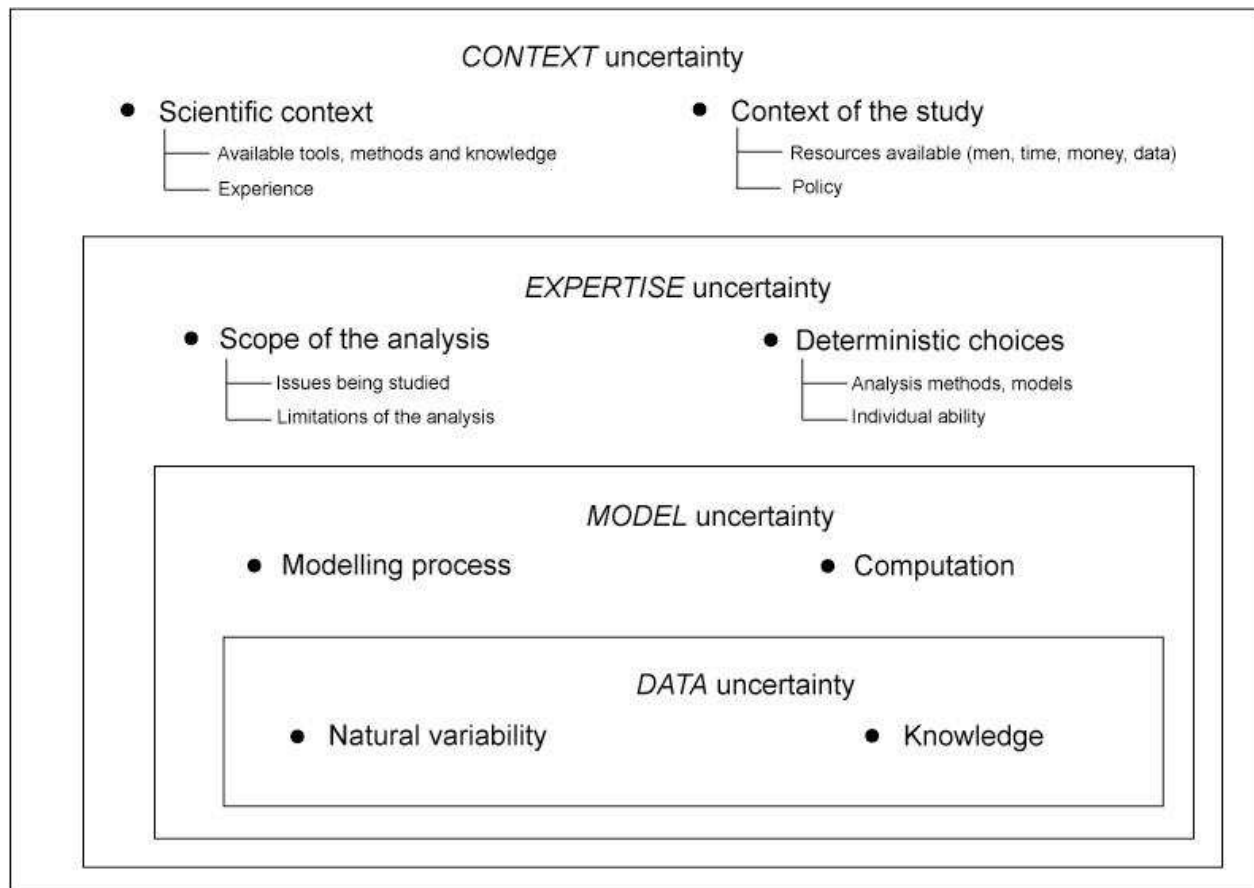 CONTEXT uncertainty
● Scientific context
Available tools, methods and knowledge
Experience
● Context of the study
Resources available (men, time, money, data)
Policy
EXPERTISE uncertainty
● Scope of the analysis
Issues being studied
Limitations of the analysis
● Deterministic choices
Analysis methods, models
Individual ability
MODEL uncertainty
● Modelling process
● Computation
DATA uncertainty
● Natural variability
● Knowledge